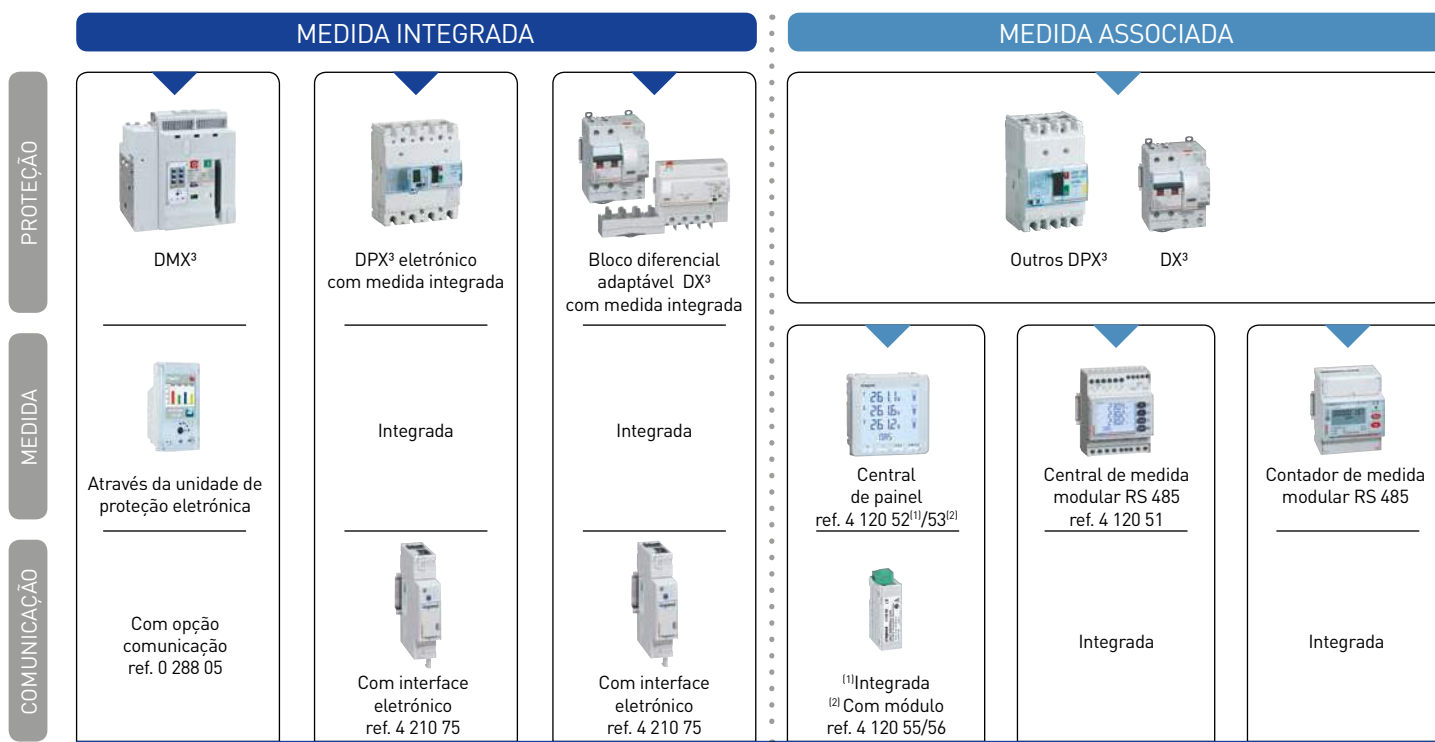 MEDIDA INTEGRADA
MEDIDA ASSOCIADA
PROTEÇÃO
DMX³
DPX³ eletrónico
com medida integrada
Bloco diferencial
adaptável DX³
com medida integrada
Outros DPX³
DX³
MEDIDA
Através da unidade de
proteção eletrónica
Integrada
Integrada
Central
de painel
ref. 4 120 52⁽¹⁾/53⁽²⁾
Central de medida
modular RS 485
ref. 4 120 51
Contador de medida
modular RS 485
COMUNICAÇÃO
Com opção
comunicação
ref. 0 288 05
Com interface
eletrónico
ref. 4 210 75
Com interface
eletrónico
ref. 4 210 75
⁽¹⁾Integrada
⁽²⁾ Com módulo
ref. 4 120 55/56
Integrada
Integrada